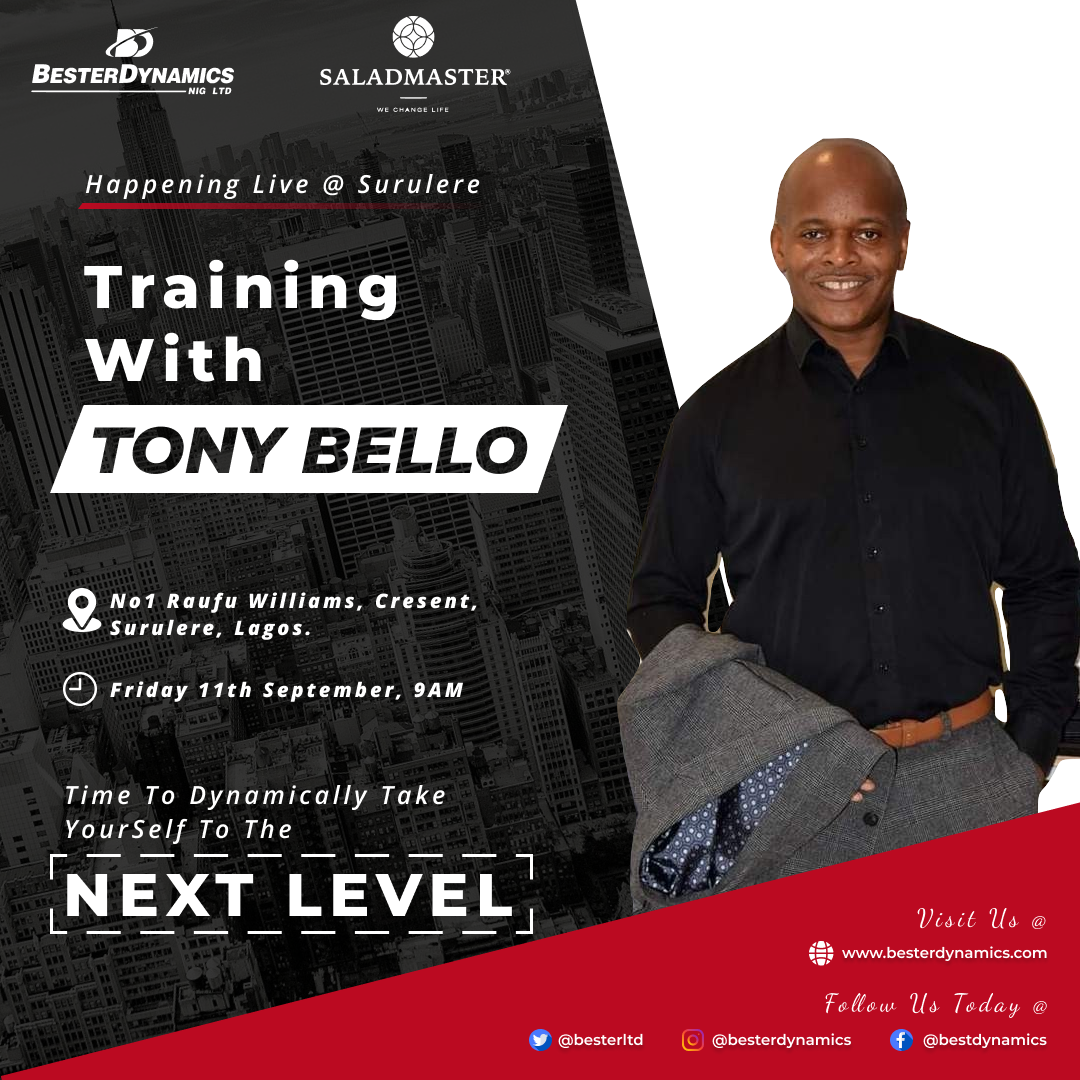 BESTERDYNAMICS
NIG LTD
SALADMASTER®
WE CHANGE LIFE
Happening Live @ Surulere
Training
With
TONY BELLO
No1 Raufu Williams, Cresent,
Surulere, Lagos.
Friday 11th September, 9AM
Time To Dynamically Take
YourSelf To The
NEXT LEVEL
Visit Us @
www.besterdynamics.com
Follow Us Today @
@besterltd @besterdynamics @bestdynamics